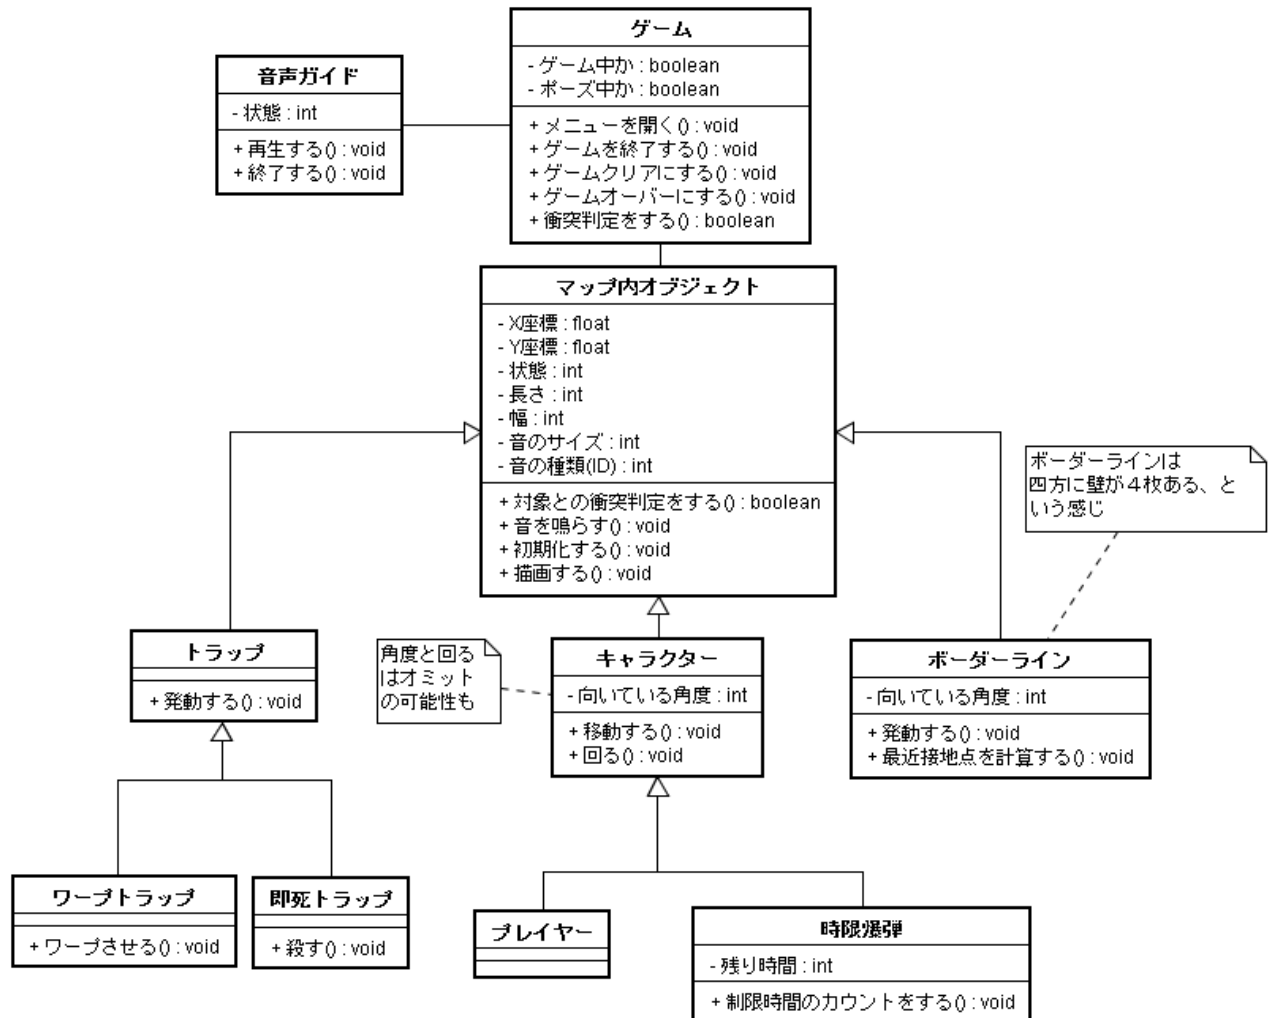 ゲーム
- ゲーム中か : boolean
- ポーズ中か : boolean
+ メニューを開く() : void
+ ゲームを終了する() : void
+ ゲームクリアにする() : void
+ ゲームオーバーにする() : void
+ 衝突判定をする() : boolean
音声ガイド
- 状態 : int
+ 再生する() : void
+ 終了する() : void
マップ内オブジェクト
- X座標 : float
- Y座標 : float
- 状態 : int
- 長さ : int
- 幅 : int
- 音のサイズ : int
- 音の種類(ID) : int
+ 対象との衝突判定をする() : boolean
+ 音を鳴らす() : void
+ 初期化する() : void
+ 描画する() : void
ボーダーラインは
四方に壁が４枚ある、と
いう感じ
トラップ
+ 発動する() : void
角度と回る
はオミット
の可能性も
キャラクター
- 向いている角度 : int
+ 移動する() : void
+ 回る() : void
ボーダーライン
- 向いている角度 : int
+ 発動する() : void
+ 最近接地点を計算する() : void
ワープトラップ
+ ワープさせる() : void
即死トラップ
+ 殺す() : void
プレイヤー
時限爆弾
- 残り時間 : int
+ 制限時間のカウントをする() : void